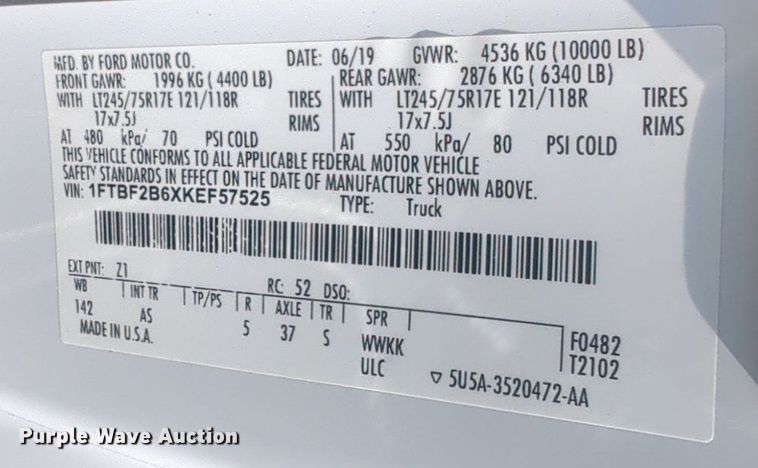 MFD. BY FORD MOTOR CO. DATE: 06/19 GVWR: 4536 KG (10000 LB)
FRONT GAWR: 1996 KG ( 4400 LB) REAR GAWR: 2876 KG ( 6340 LB)
WITH LT245/75R17E 121/118R TIRES WITH LT245/75R17E 121/118R TIRES
17x7.5J RIMS 17x7.5J RIMS
AT 480 kPa/ 70 PSI COLD AT 550 kPa/ 80 PSI COLD
THIS VEHICLE CONFORMS TO ALL APPLICABLE FEDERAL MOTOR VEHICLE
SAFETY STANDARDS IN EFFECT ON THE DATE OF MANUFACTURE SHOWN ABOVE.
VIN: 1FTBF2B6XKEF57525 TYPE: Truck
EXT PNT: Z1 RC: 52 DSO:
WB INT TR TP/PS R AXLE TR SPR
142 AS 5 37 S WWKK F0482
MADE IN U.S.A. ULC T2102
5U5A-3520472-AA
Purple Wave Auction